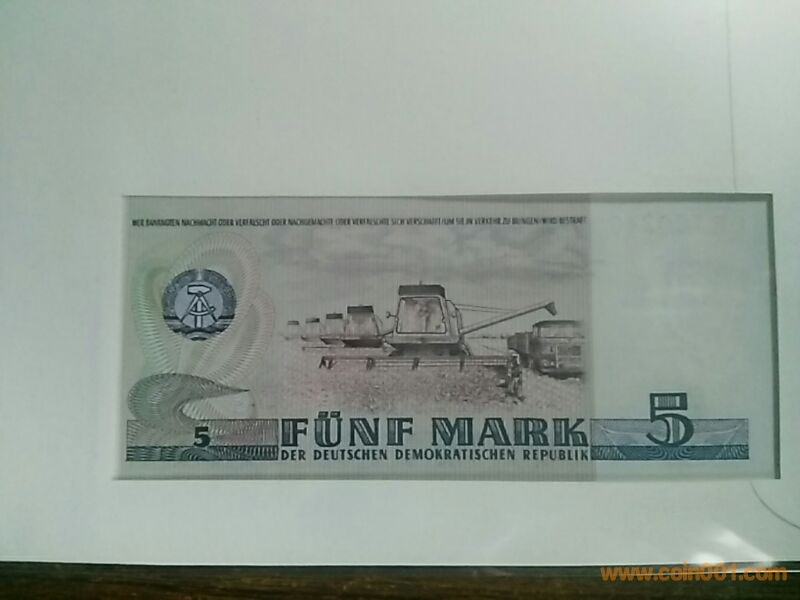 WER BANKNOTEN NACHMACHT ODER VERFÄLSCHT ODER NACHGEMACHTE ODER VERFÄLSCHTE SICH VERSCHAFFT/UM SIE IN VERKEHR ZU BRINGEN/WIRD BESTRAFT
5 FÜNF MARK 5
DER DEUTSCHEN DEMOKRATISCHEN REPUBLIK
www.coin001.com